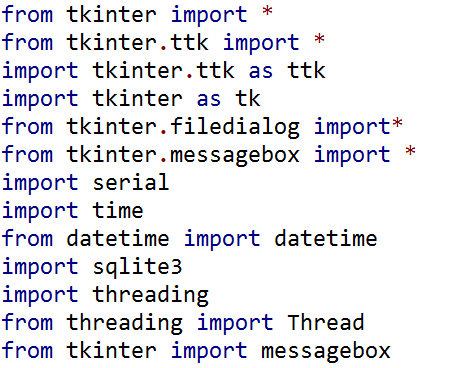 from tkinter import *
from tkinter.ttk import *
import tkinter.ttk as ttk
import tkinter as tk
from tkinter.filedialog import*
from tkinter.messagebox import *
import serial
import time
from datetime import datetime
import sqlite3
import threading
from threading import Thread
from tkinter import messagebox